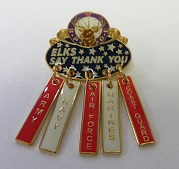 ELKS
SAY THANK YOU
ARMY
NAVY
AIR FORCE
MARINES
COAST GUARD